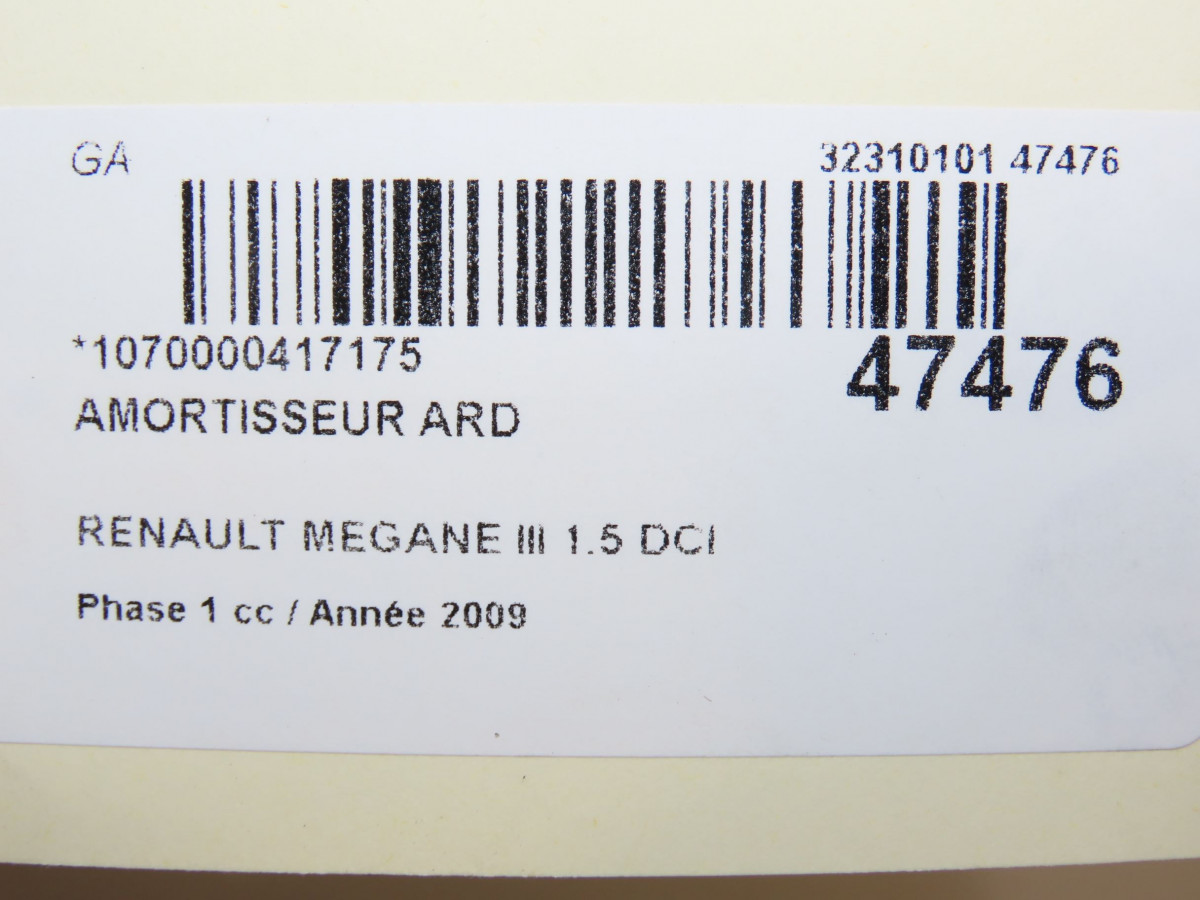 GA
32310101 47476
*1070000417175
47476
AMORTISSEUR ARD
RENAULT MEGANE III 1.5 DCI
Phase 1 cc / Année 2009